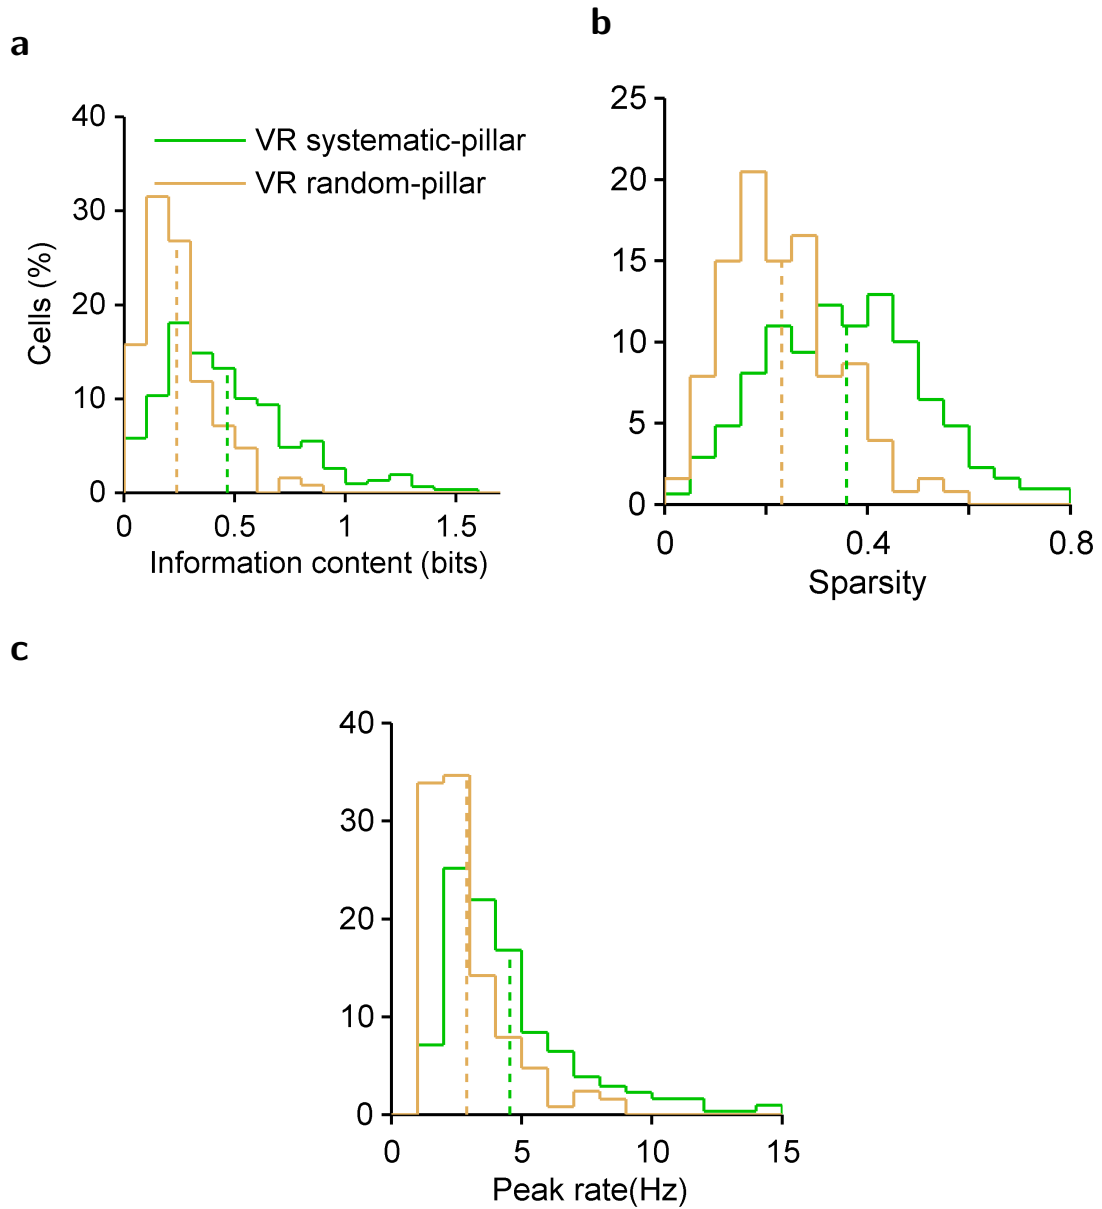 a
40
30
20
10
0
Cells (%)
VR systematic-pillar
VR random-pillar
0 0.5 1 1.5
Information content (bits)
b
25
20
15
10
5
0
0 0.4 0.8
Sparsity
c
40
30
20
10
0
0 5 10 15
Peak rate(Hz)